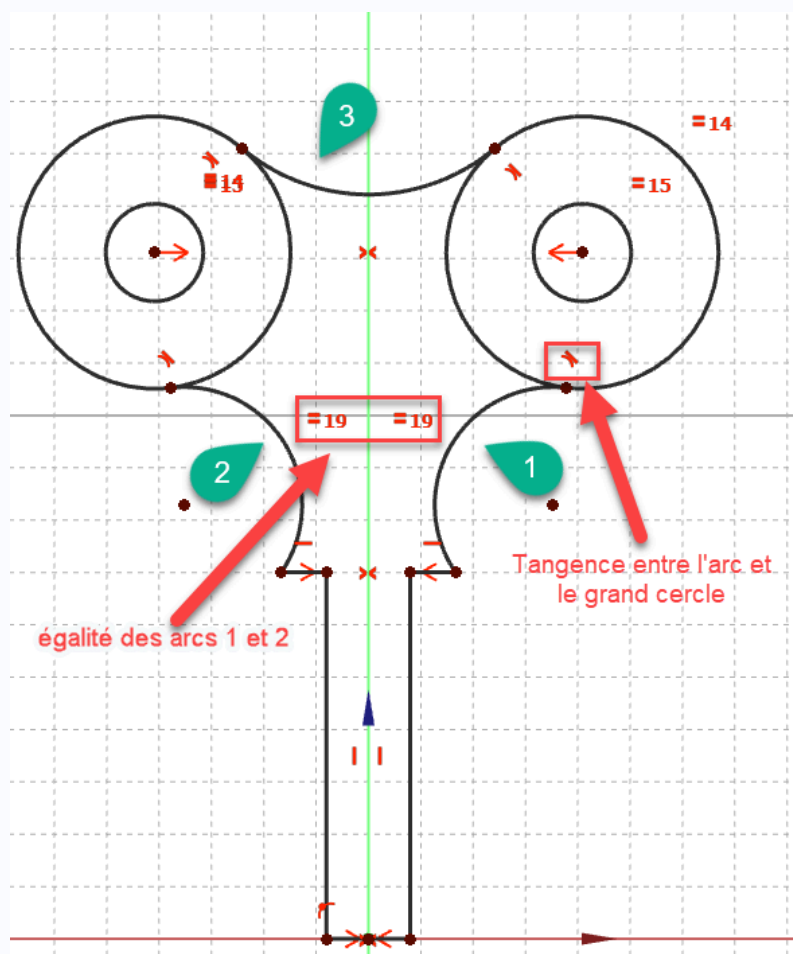 3
=14
14
=15
=19 =19
2
1
Tangence entre l'arc et
le grand cercle
égalité des arcs 1 et 2